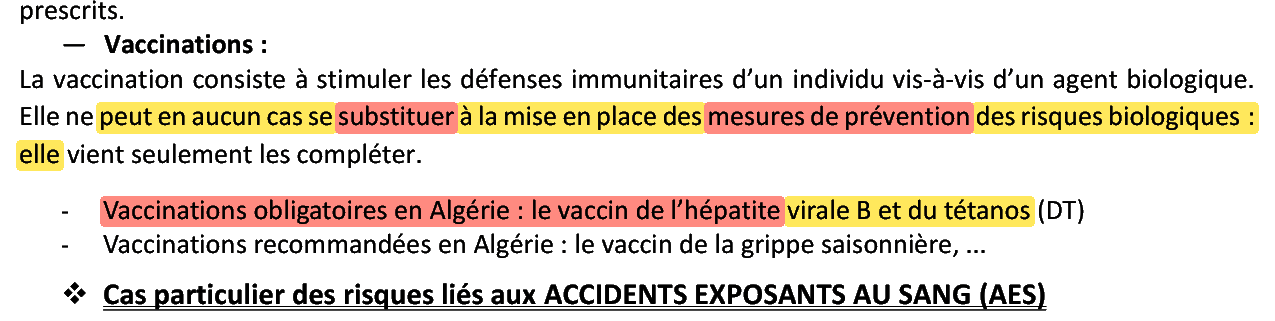 prescrits.
— Vaccinations :
La vaccination consiste à stimuler les défenses immunitaires d’un individu vis-à-vis d’un agent biologique.
Elle ne peut en aucun cas se substituer à la mise en place des mesures de prévention des risques biologiques :
elle vient seulement les compléter.
- Vaccinations obligatoires en Algérie : le vaccin de l’hépatite virale B et du tétanos (DT)
- Vaccinations recommandées en Algérie : le vaccin de la grippe saisonnière, ...
❖ Cas particulier des risques liés aux ACCIDENTS EXPOSANTS AU SANG (AES)